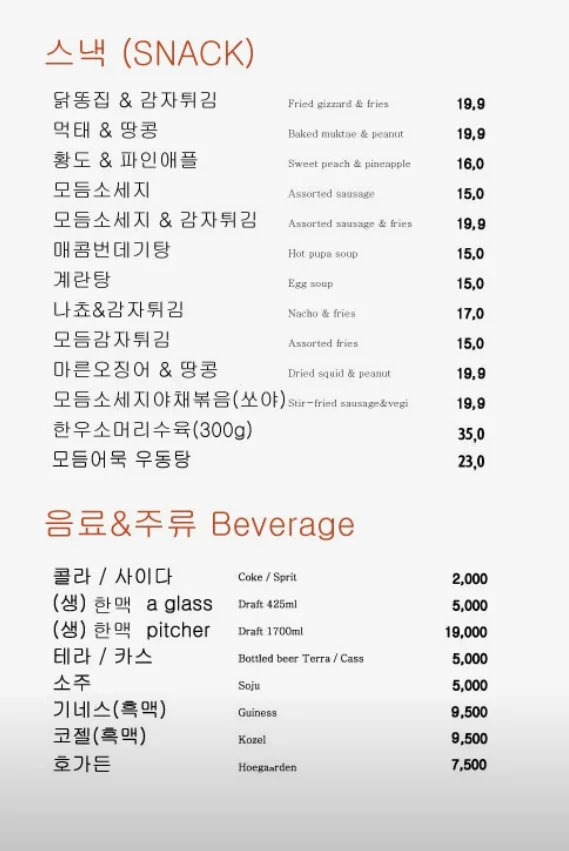 스낵 (SNACK)
닭똥집 & 감자튀김 Fried gizzard & fries 19,9
먹태 & 땅콩 Baked muktae & peanut 19,9
황도 & 파인애플 Sweet peach & pineapple 16,0
모듬소세지 Assorted sausage 15,0
모듬소세지 & 감자튀김 Assorted sausage & fries 19,9
매콤번데기탕 Hot pupa soup 15,0
계란탕 Egg soup 15,0
나쵸&감자튀김 Nacho & fries 17,0
모듬감자튀김 Assorted fries 15,0
마른오징어 & 땅콩 Dried squid & peanut 19,9
모듬소세지야채볶음(쏘야) Stir-fried sausage&vegi 19,9
한우소머리수육(300g) 35,0
모듬어묵 우동탕 23,0
음료&주류 Beverage
콜라 / 사이다 Coke / Sprit 2,000
(생) 한맥 a glass Draft 425ml 5,000
(생) 한맥 pitcher Draft 1700ml 19,000
테라 / 카스 Bottled beer Terra / Cass 5,000
소주 Soju 5,000
기네스(흑맥) Guiness 9,500
코젤(흑맥) Kozel 9,500
호가든 Hoegaarden 7,500